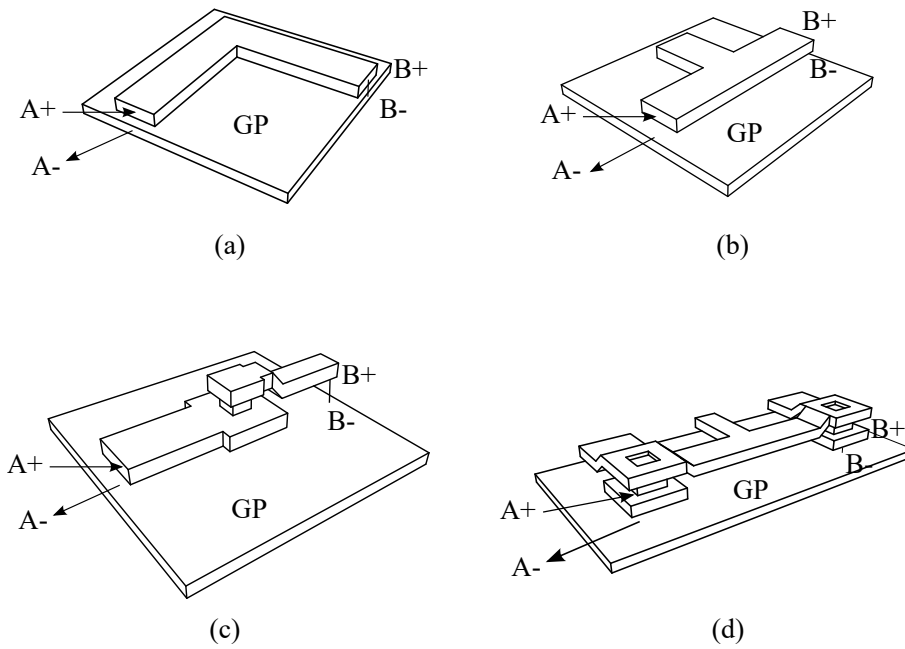 A+
A-
B+
B-
GP
(a)
A+
A-
B+
B-
GP
(b)
A+
A-
B+
B-
GP
(c)
A+
A-
B+
B-
GP
(d)